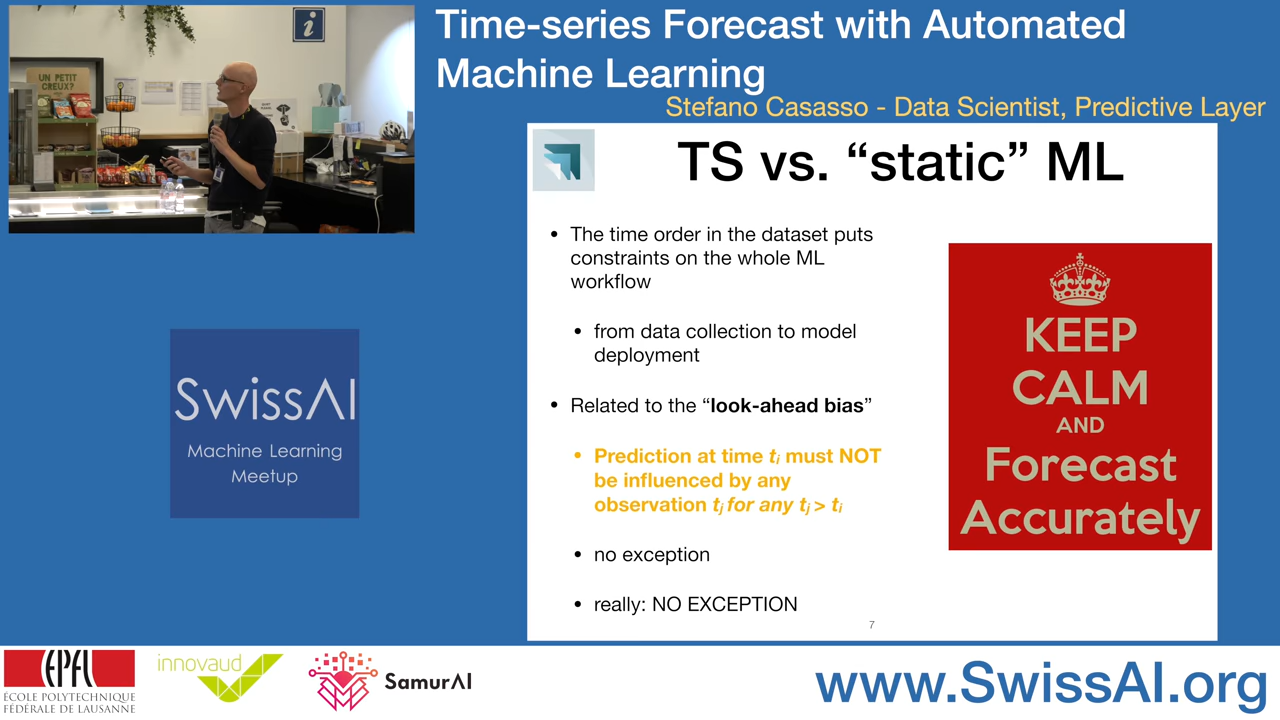 Time-series Forecast with Automated
Machine Learning
Stefano Casasso - Data Scientist, Predictive Layer
UN PETIT
CREUX?
i
TS vs. “static” ML
• The time order in the dataset puts
constraints on the whole ML
workflow
• from data collection to model
deployment
• Related to the “look-ahead bias”
• Prediction at time ti must NOT
be influenced by any
observation tj for any tj > ti
• no exception
• really: NO EXCEPTION
7
KEEP
CALM
AND
Forecast
Accurately
SwissAI
Machine Learning
Meetup
EPFL
ÉCOLE POLYTECHNIQUE
FÉDÉRALE DE LAUSANNE
innovaud
SamurAI
www.SwissAI.org